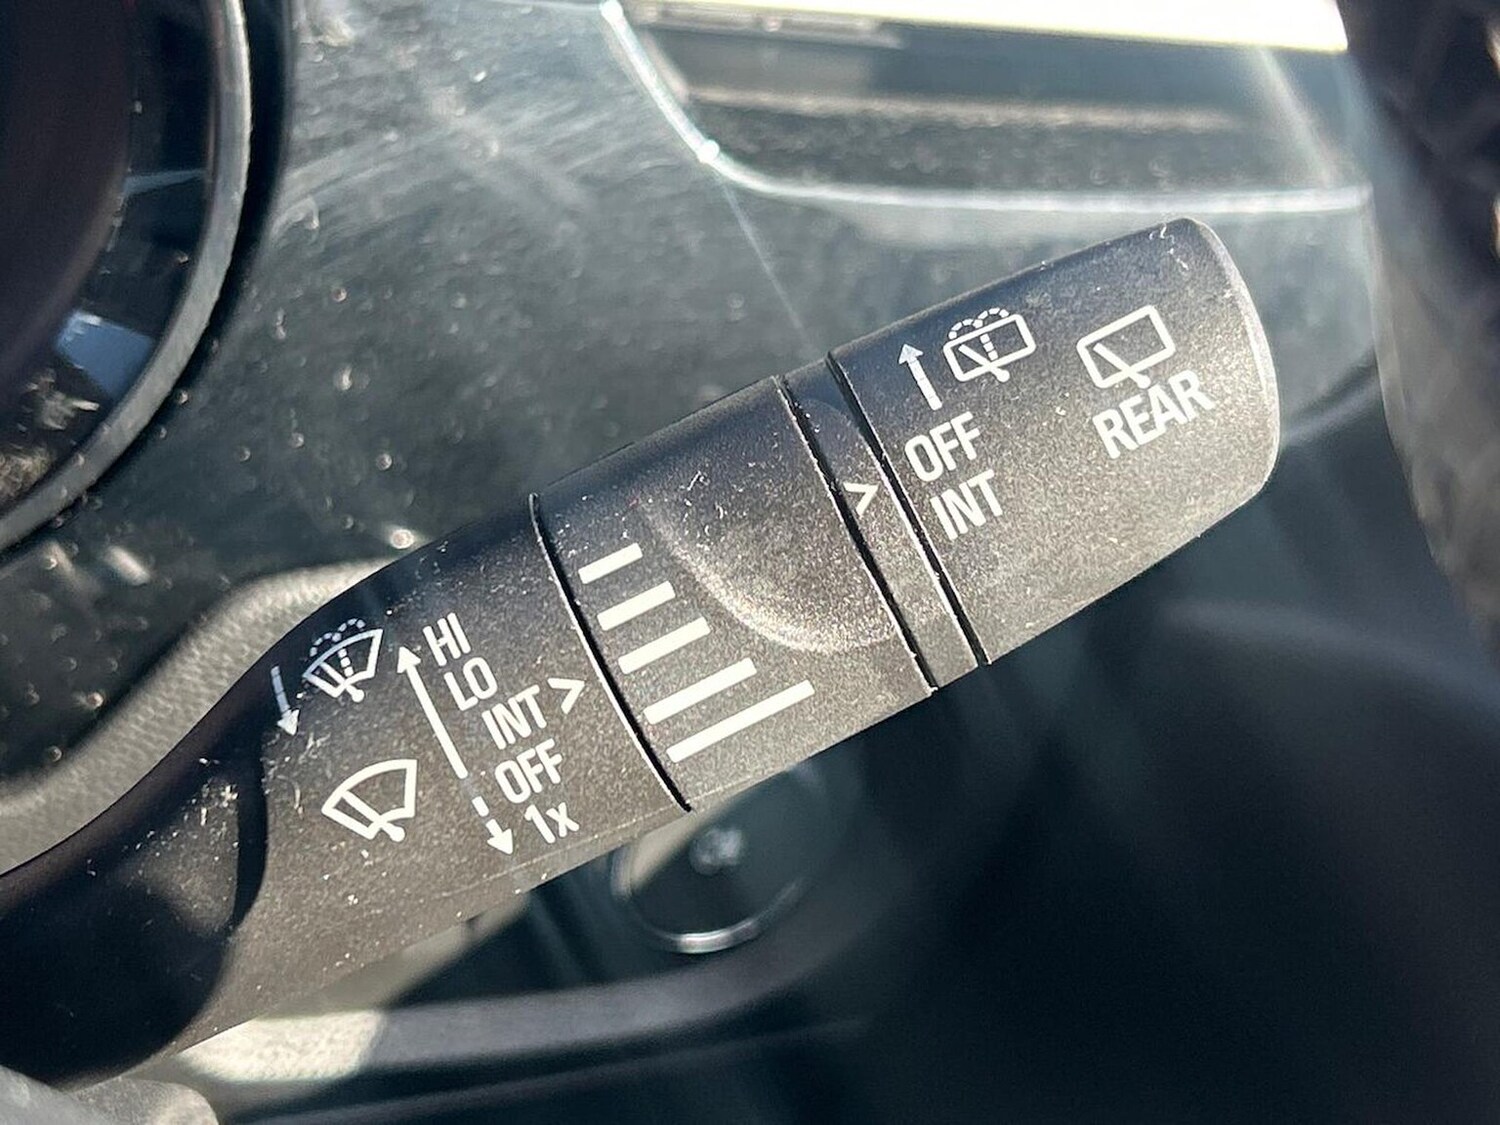 HI
LO
INT >
OFF
1x
>
OFF
INT
REAR